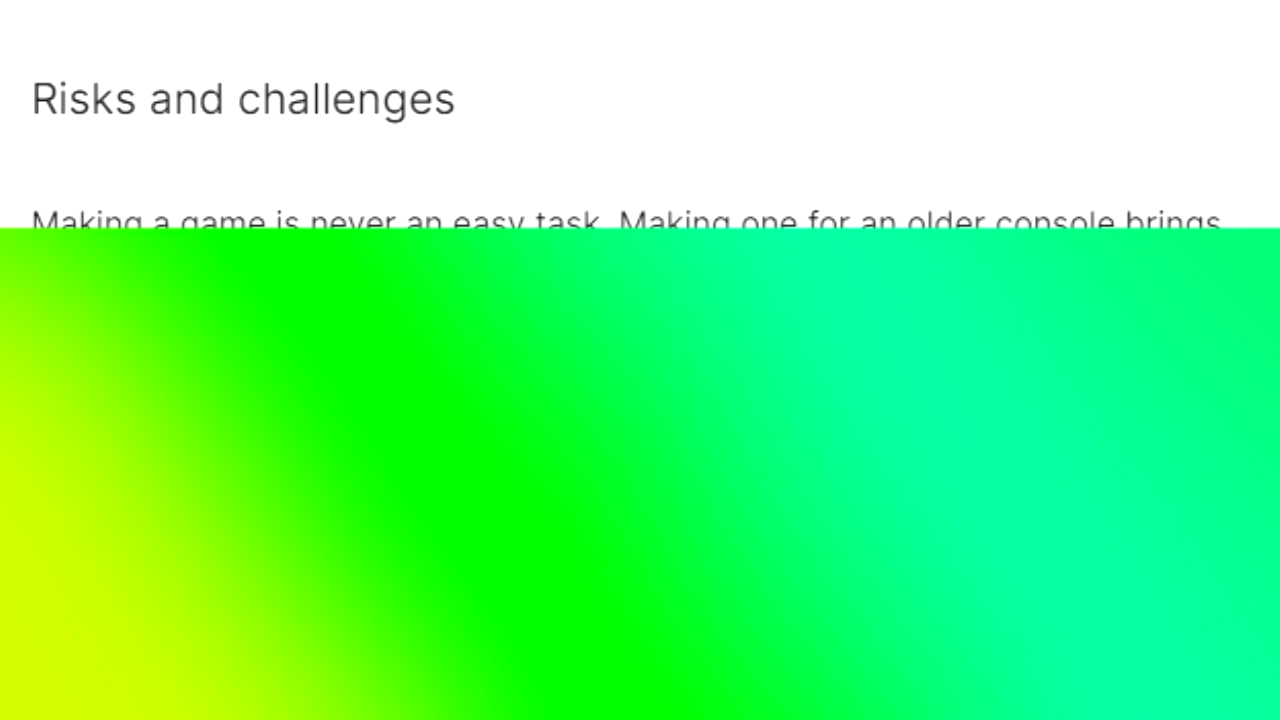 Risks and challenges
Making a game is never an easy task. Making one for an older console brings